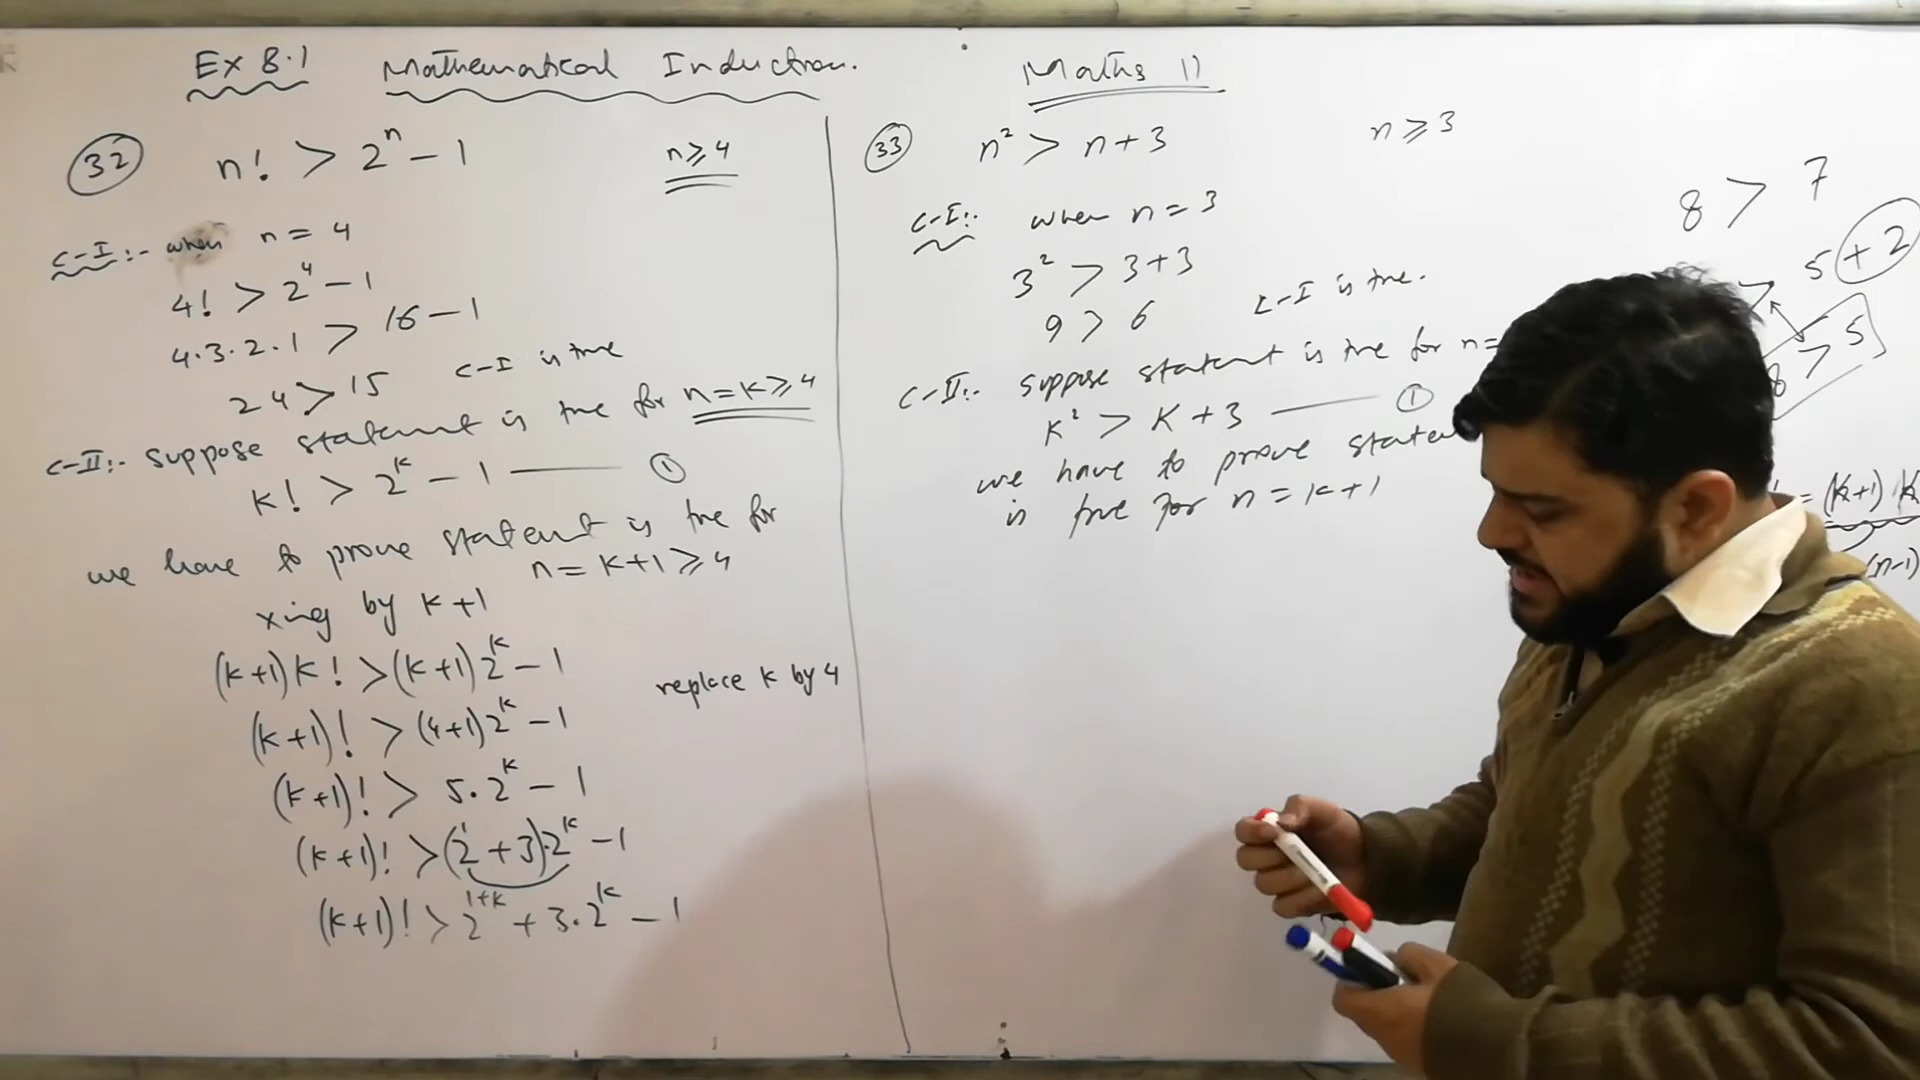 Ex 8.1 Mathematical Induction. Maths 11
32 n! > 2^n - 1 n ⩾ 4
C-I:- when n = 4
4! > 2^4 - 1
4.3.2.1 > 16 - 1
24 > 15 C-I is true
C-II:- suppose statement is true for n = k ⩾ 4
k! > 2^k - 1 —— ①
we have to prove statement is true for
n = k+1 ⩾ 4
xing by k+1
(k+1)k! > (k+1)2^k - 1
replace k by 4
(k+1)! > (4+1)2^k - 1
(k+1)! > 5.2^k - 1
(k+1)! > (2^1 + 3).2^k - 1
(k+1)! > 2^{1+k} + 3.2^k - 1
33 n² > n + 3 n ⩾ 3
C-I:. when n = 3
3² > 3+3
9 > 6 C-I is true.
C-II:. suppose statement is true for n =
k² > k + 3 —— ①
we have to prove
is true for n = k+1
8 > 7
5 + 2
8 > 5
= (k+1) k
(n-1)